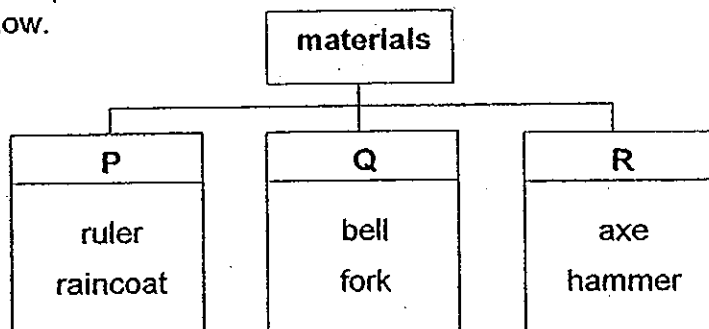 ow.
materials
P
Q
R
ruler
bell
axe
raincoat
fork
hammer